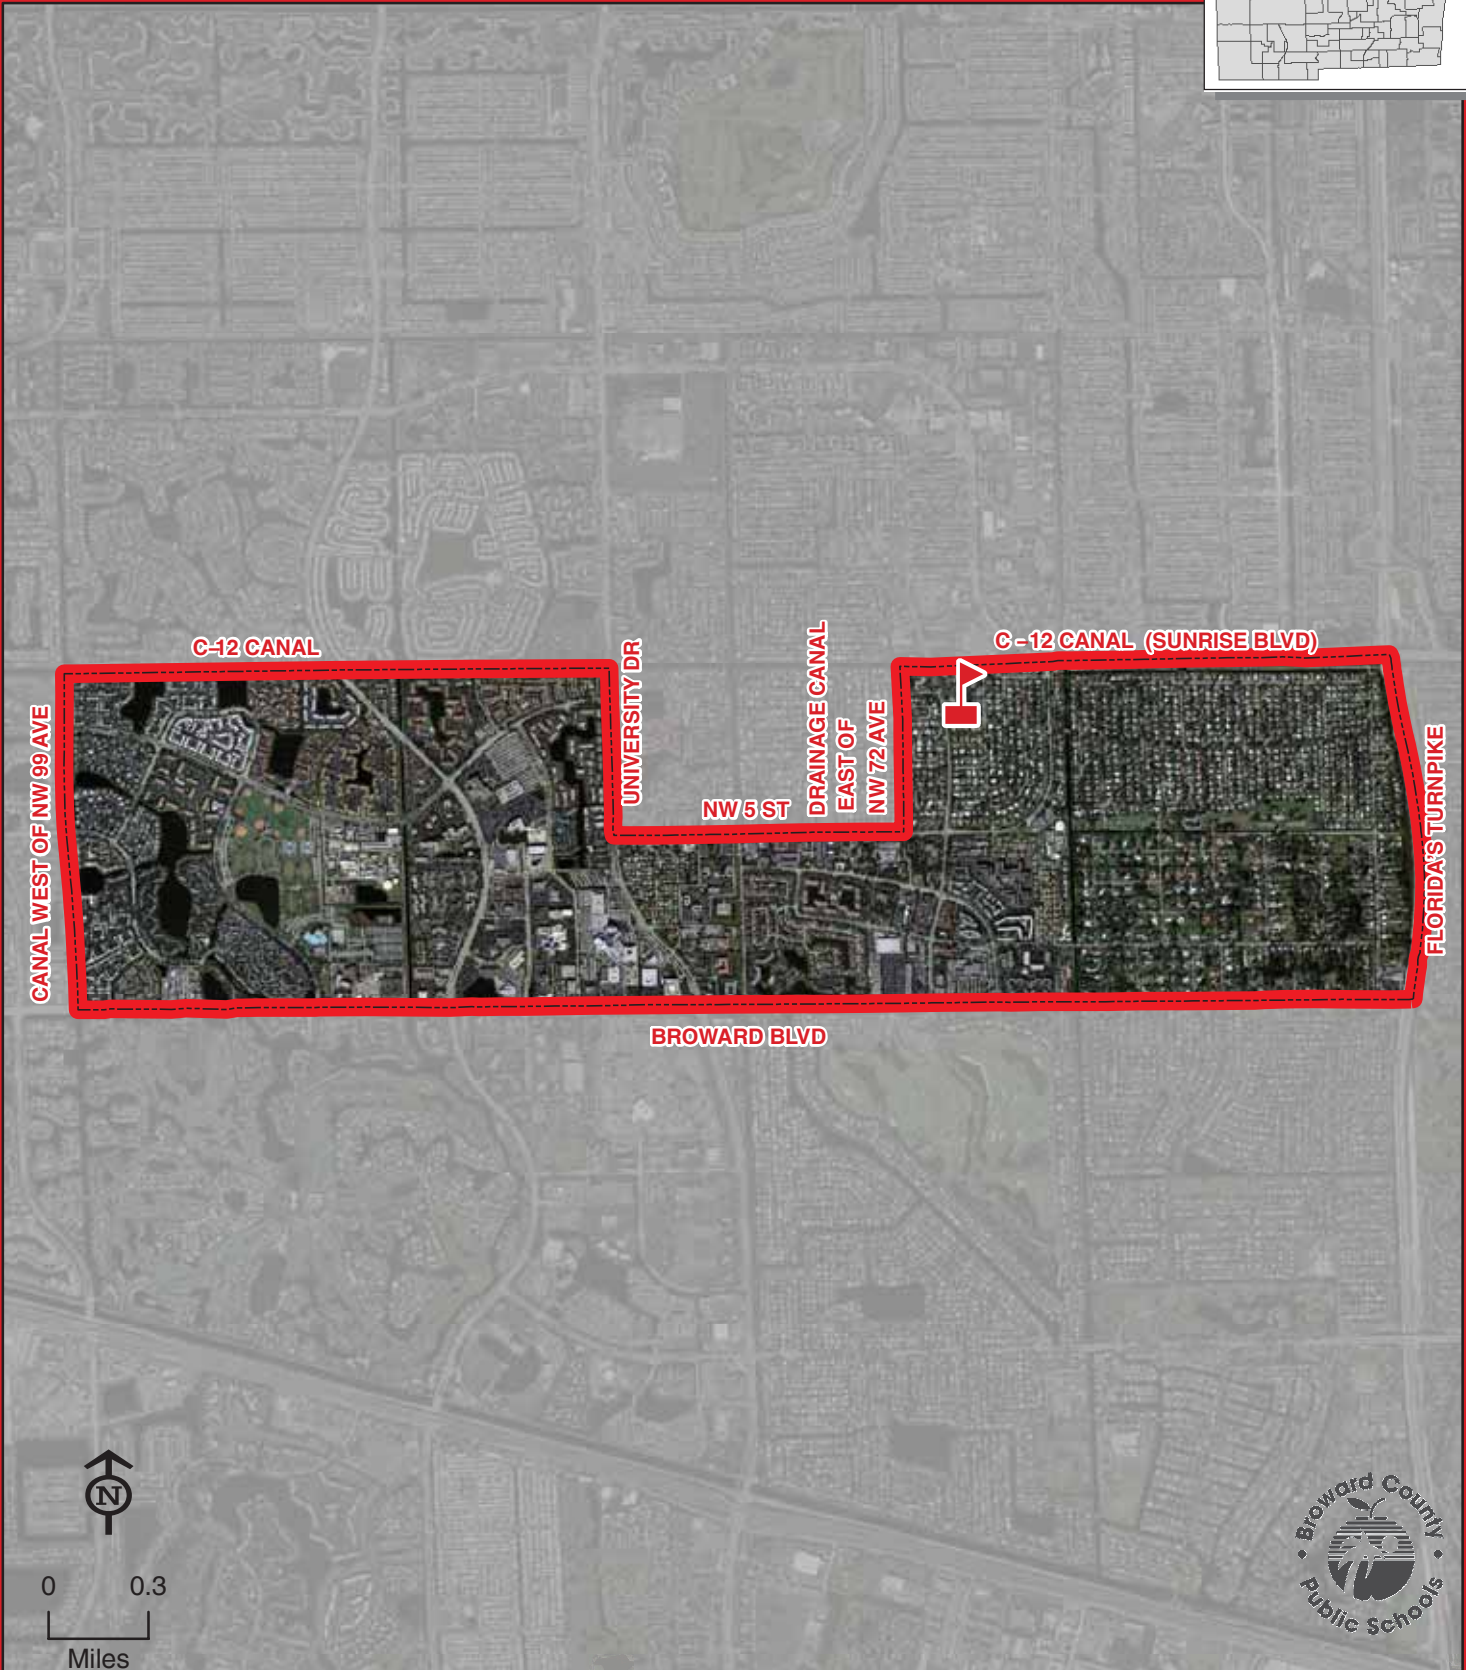 C-12 CANAL
C -12 CANAL (SUNRISE BLVD)
CANAL WEST OF NW 99 AVE
UNIVERSITY DR
DRAINAGE CANAL
EAST OF
NW 72 AVE
NW 5 ST
FLORIDA'S TURNPIKE
BROWARD BLVD
N
0 0.3
Miles
Broward County
Public Schools